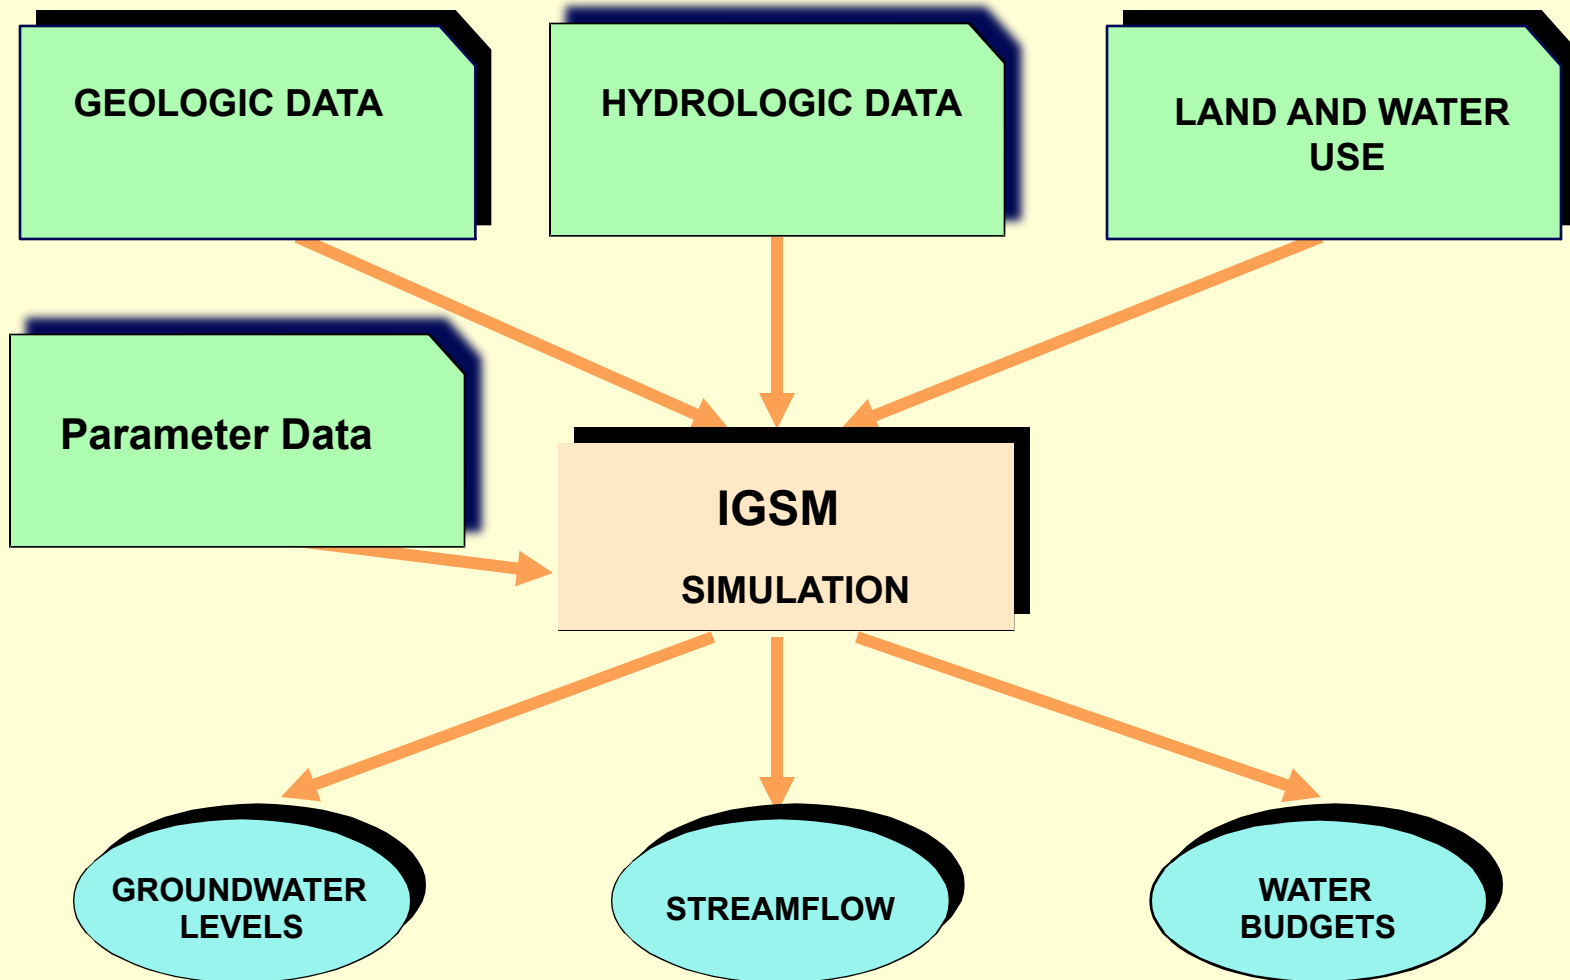 GEOLOGIC DATA
HYDROLOGIC DATA
LAND AND WATER
USE
Parameter Data
IGSM
SIMULATION
GROUNDWATER
LEVELS
STREAMFLOW
WATER
BUDGETS